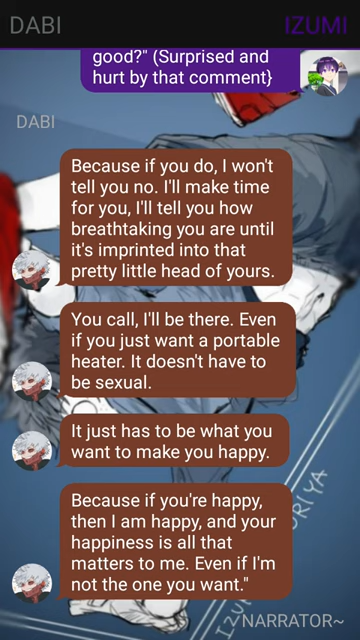 DABI
IZUMI
good?" (Surprised and
hurt by that comment}
DABI
Because if you do, I won't
tell you no. I'll make time
for you, I'll tell you how
breathtaking you are until
it's imprinted into that
pretty little head of yours.
You call, I'll be there. Even
if you just want a portable
heater. It doesn't have to
be sexual.
It just has to be what you
want to make you happy.
Because if you're happy,
then I am happy, and your
happiness is all that
matters to me. Even if I'm
not the one you want."
NARRATOR~